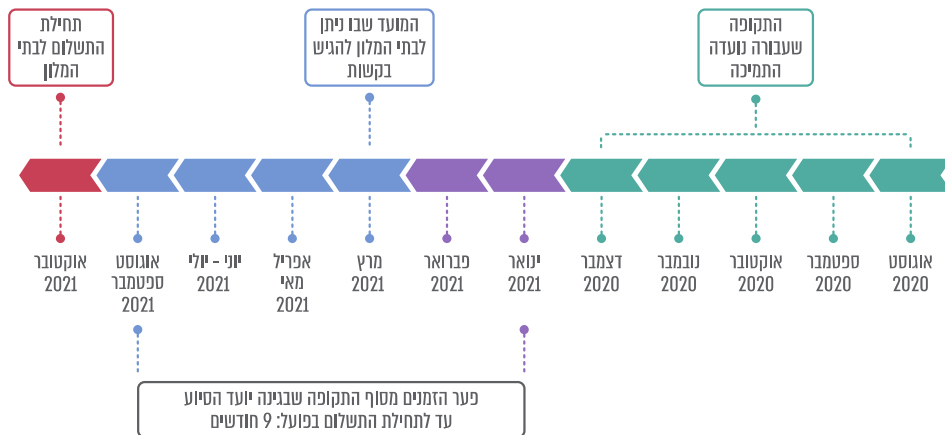 התקופה
שעבורה נועדה
התמיכה
המועד שבו ניתן
לבתי המלון להגיש
בקשות
תחילת
התשלום לבתי
המלון
אוגוסט
2020
ספטמבר
2020
אוקטובר
2020
נובמבר
2020
דצמבר
2020
ינואר
2021
פברואר
2021
מרץ
2021
אפריל
מאי
2021
יוני - יולי
2021
אוגוסט
ספטמבר
2021
אוקטובר
2021
פער הזמנים מסוף התקופה שבגינה יועד הסיוע
עד לתחילת התשלום בפועל: 9 חודשים